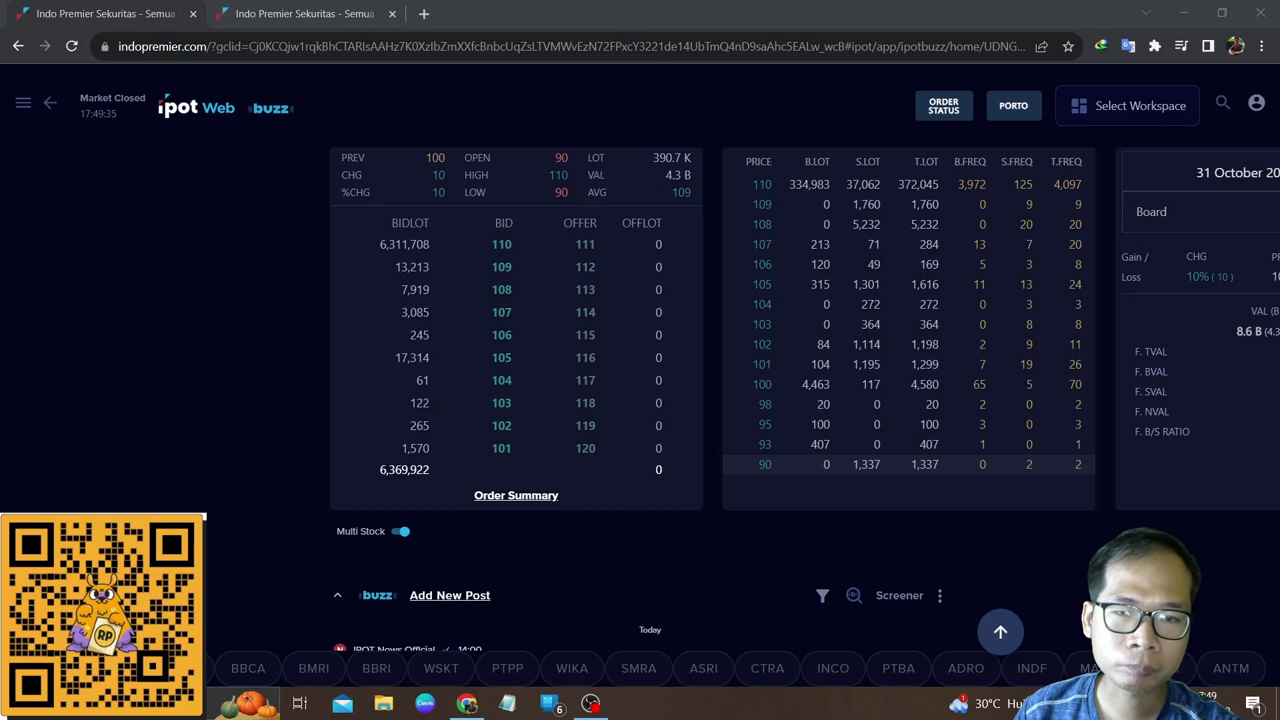 Indo Premier Sekuritas - Semua
Indo Premier Sekuritas - Semua
indopremier.com/?gclid=Cj0KCQjw1rqkBhCTARIsAAHz7K0XzIbZmXXfcBnbcUqZsLTVMWvEzN72FPxcY3221de14UbTmQ4nD9saAhc5EALw_wcB#ipot/app/ipotbuzz/home/UDNG...
Market Closed
17:49:35
ipot Web
buzz
ORDER STATUS
PORTO
Select Workspace
PREV 100 OPEN 90 LOT 390.7 K
CHG 10 HIGH 110 VAL 4.3 B
%CHG 10 LOW 90 AVG 109
BIDLOT BID OFFER OFFLOT
6,311,708 110 111 0
13,213 109 112 0
7,919 108 113 0
3,085 107 114 0
245 106 115 0
17,314 105 116 0
61 104 117 0
122 103 118 0
265 102 119 0
1,570 101 120 0
6,369,922 0
Order Summary
PRICE B.LOT S.LOT T.LOT B.FREQ S.FREQ T.FREQ
110 334,983 37,062 372,045 3,972 125 4,097
109 0 1,760 1,760 0 9 9
108 0 5,232 5,232 0 20 20
107 213 71 284 13 7 20
106 120 49 169 5 3 8
105 315 1,301 1,616 11 13 24
104 0 272 272 0 3 3
103 0 364 364 0 8 8
102 84 1,114 1,198 2 9 11
101 104 1,195 1,299 7 19 26
100 4,463 117 4,580 65 5 70
98 20 0 20 2 0 2
95 100 0 100 3 0 3
93 407 0 407 1 0 1
90 0 1,337 1,337 0 2 2
31 October 20
Board
Gain / Loss
CHG
10% ( 10 )
VAL (B
8.6 B (4.3
F. TVAL
F. BVAL
F. SVAL
F. NVAL
F. B/S RATIO
Multi Stock
buzz Add New Post
Screener
Today
IPOT News Official 14:00
BBCA BMRI BBRI WSKT PTPP WIKA SMRA ASRI CTRA INCO PTBA ADRO INDF ANTM
RP
6
30°C